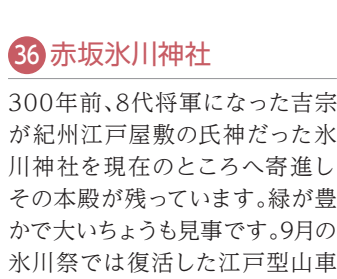 36 赤坂氷川神社
300年前、8代将軍になった吉宗
が紀州江戸屋敷の氏神だった氷
川神社を現在のところへ寄進し
その本殿が残っています。緑が豊
かで大いちょうも見事です。9月の
氷川祭では復活した江戸型山車